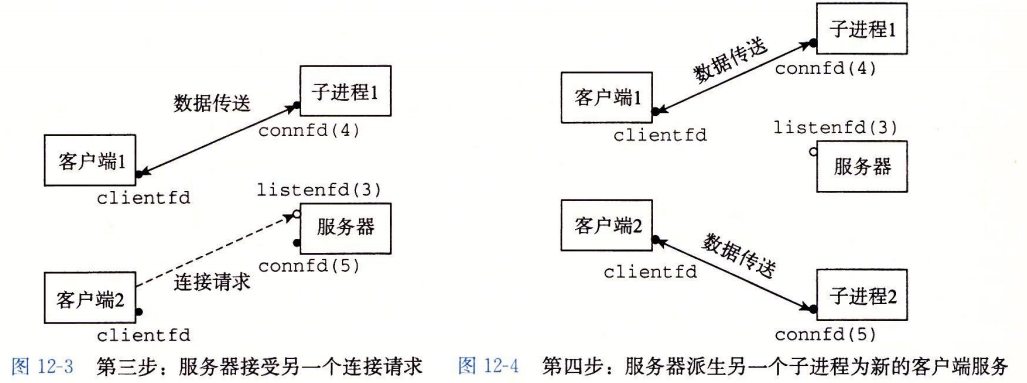 子进程1
数据传送
connfd(4)
客户端1
clientfd
listenfd(3)
服务器
connfd(5)
连接请求
客户端2
clientfd
图 12-3 第三步：服务器接受另一个连接请求
子进程1
数据传送
connfd(4)
客户端1
clientfd
listenfd(3)
服务器
客户端2
数据传送
clientfd
子进程2
connfd(5)
图 12-4 第四步：服务器派生另一个子进程为新的客户端服务